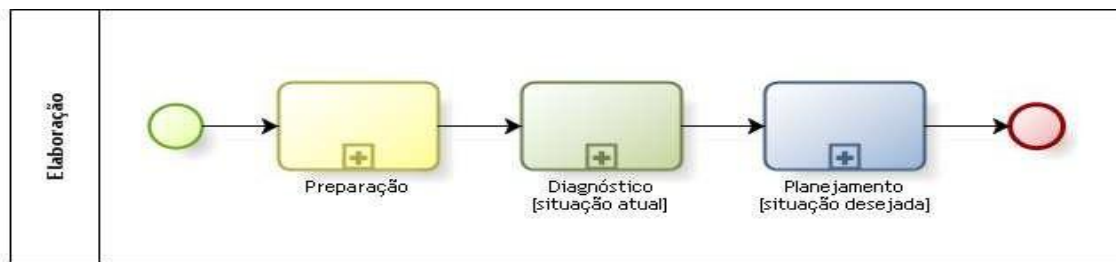 Elaboração
Preparação
Diagnóstico
[situação atual]
Planejamento
[situação desejada]